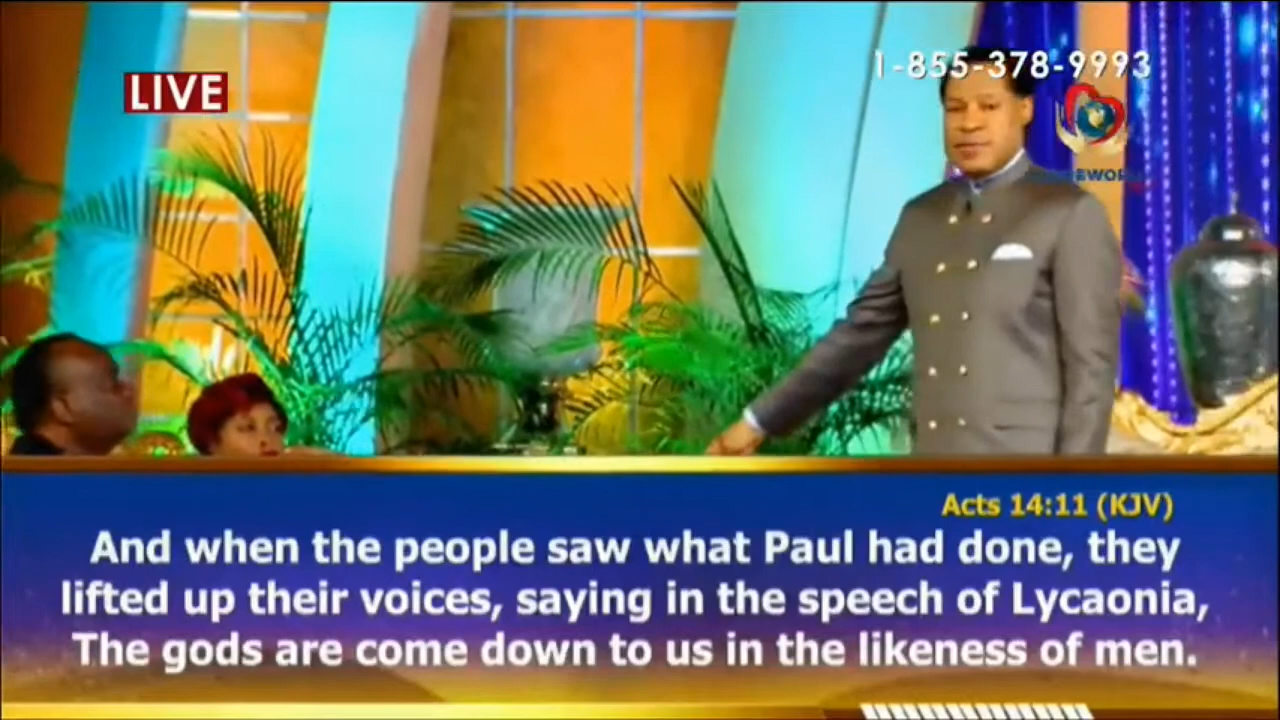 1-855-378-9993
LIVE
Acts 14:11 (KJV)
And when the people saw what Paul had done, they
lifted up their voices, saying in the speech of Lycaonia,
The gods are come down to us in the likeness of men.